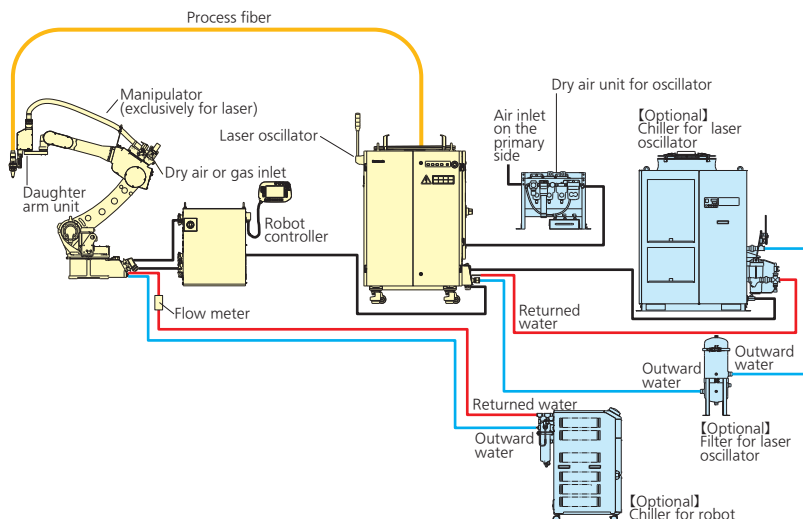 Process fiber
Manipulator
(exclusively for laser)
Laser oscillator
Dry air unit for oscillator
Air inlet
on the
primary
side
【Optional】
Chiller for laser
oscillator
Dry air or gas inlet
Daughter
arm unit
Robot
controller
Flow meter
Returned
water
Outward
water
Outward
water
Returned water
Outward
water
【Optional】
Filter for laser
oscillator
【Optional】
Chiller for robot